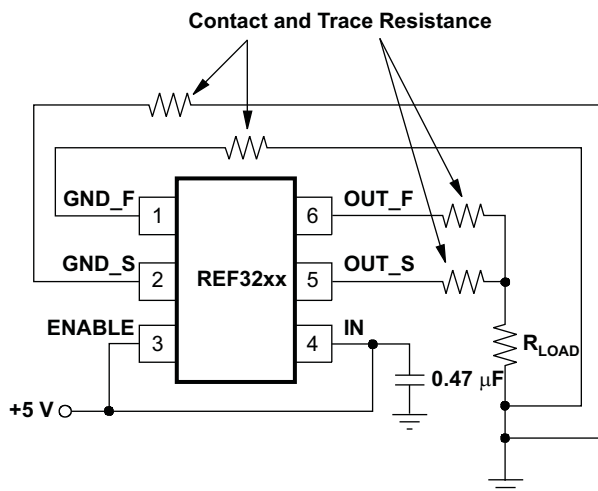 Contact and Trace Resistance
GND_F
1
6
OUT_F
GND_S
2
REF32xx
5
OUT_S
ENABLE
3
4
IN
R_LOAD
0.47 μF
+5 V